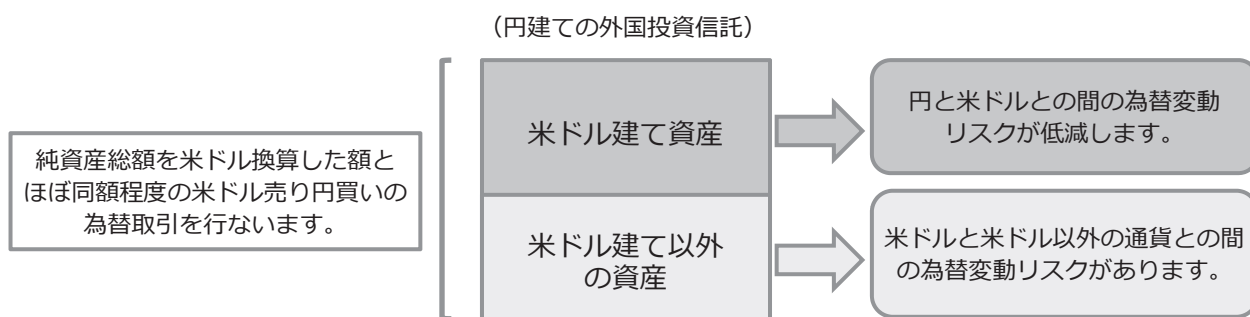 （円建ての外国投資信託）
純資産総額を米ドル換算した額と
ほぼ同額程度の米ドル売り円買いの
為替取引を行ないます。
米ドル建て資産
円と米ドルとの間の為替変動
リスクが低減します。
米ドル建て以外
の資産
米ドルと米ドル以外の通貨との間
の為替変動リスクがあります。